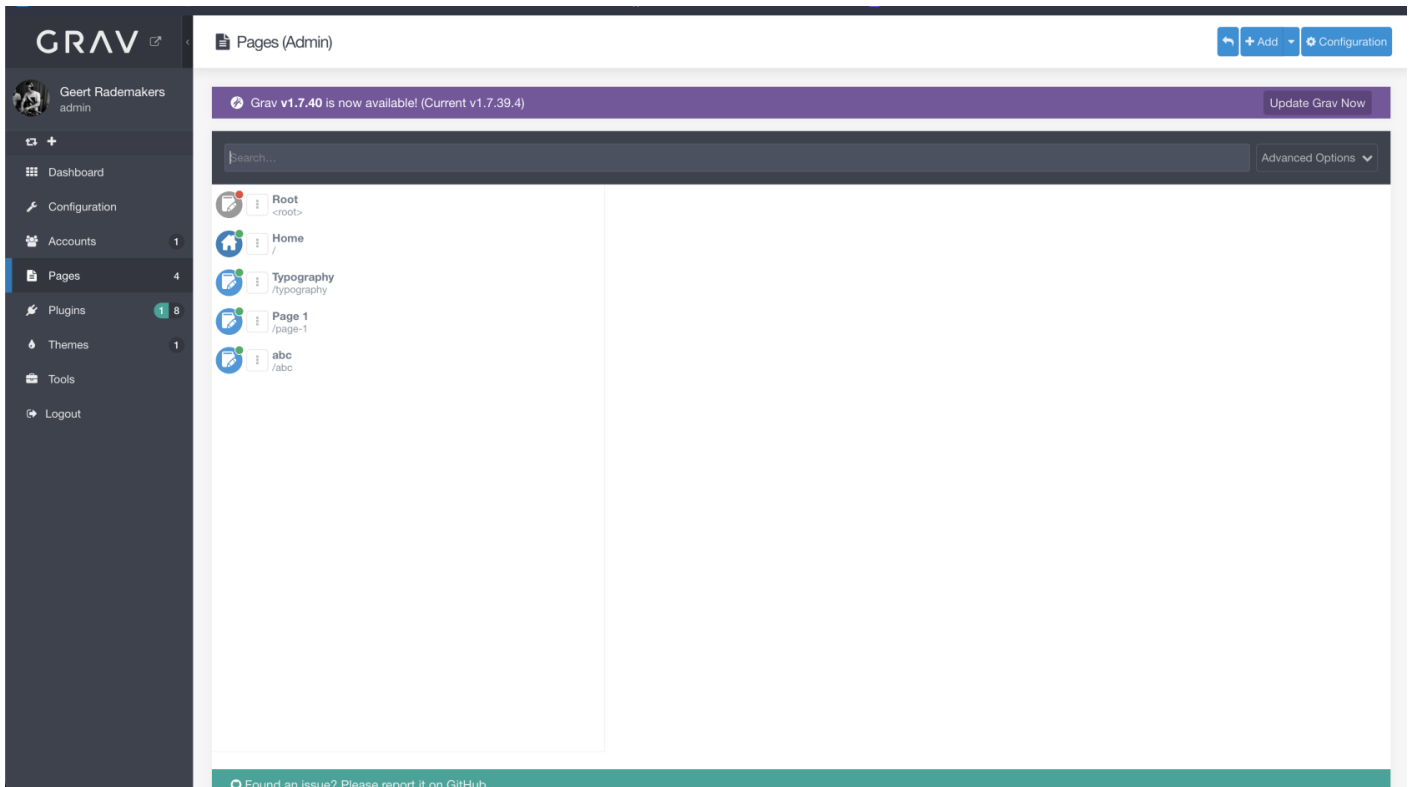 GRAV
Pages (Admin)
Add
Configuration
Geert Rademakers
admin
Grav v1.7.40 is now available! (Current v1.7.39.4)
Update Grav Now
Search...
Advanced Options
Dashboard
Configuration
Accounts 1
Pages 4
Plugins 1 8
Themes 1
Tools
Logout
Root
<root>
Home
/
Typography
/typography
Page 1
/page-1
abc
/abc
Found an issue? Please report it on GitHub